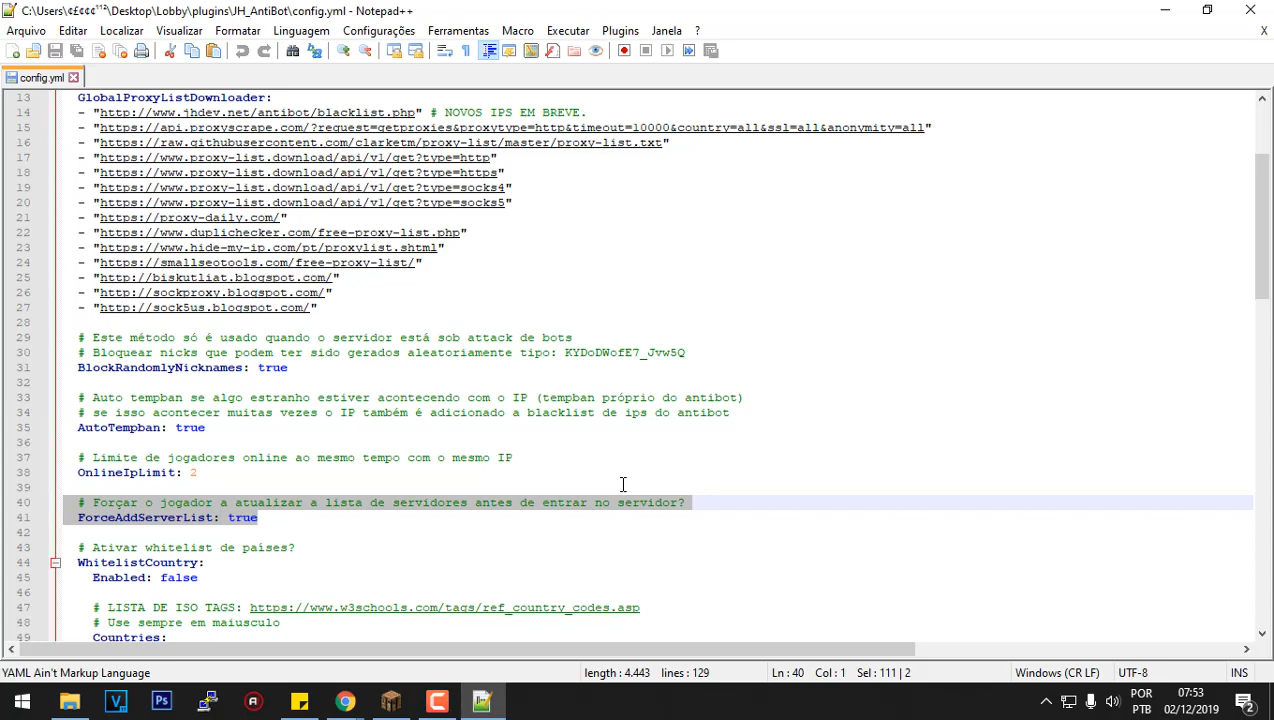 C:\Users\¢£¢¢¢¹¹²\Desktop\Lobby\plugins\JH_AntiBot\config.yml - Notepad++
Arquivo Editar Localizar Visualizar Formatar Linguagem Configurações Ferramentas Macro Executar Plugins Janela ? X
config.yml
13 GlobalProxyListDownloader:
14 - "http://www.jhdev.net/antibot/blacklist.php" # NOVOS IPS EM BREVE.
15 - "https://api.proxyscrape.com/?request=getproxies&proxytype=http&timeout=10000&country=all&ssl=all&anonymity=all"
16 - "https://raw.githubusercontent.com/clarketm/proxy-list/master/proxy-list.txt"
17 - "https://www.proxy-list.download/api/v1/get?type=http"
18 - "https://www.proxy-list.download/api/v1/get?type=https"
19 - "https://www.proxy-list.download/api/v1/get?type=socks4"
20 - "https://www.proxy-list.download/api/v1/get?type=socks5"
21 - "https://proxy-daily.com/"
22 - "https://www.duplichecker.com/free-proxy-list.php"
23 - "https://www.hide-my-ip.com/pt/proxylist.shtml"
24 - "https://smallseotools.com/free-proxy-list/"
25 - "http://biskutliat.blogspot.com/"
26 - "http://sockproxy.blogspot.com/"
27 - "http://sock5us.blogspot.com/"
28
29 # Este método só é usado quando o servidor está sob attack de bots
30 # Bloquear nicks que podem ter sido gerados aleatoriamente tipo: KYDoDWofE7_Jvw5Q
31 BlockRandomlyNicknames: true
32
33 # Auto tempban se algo estranho estiver acontecendo com o IP (tempban próprio do antibot)
34 # se isso acontecer muitas vezes o IP também é adicionado a blacklist de ips do antibot
35 AutoTempban: true
36
37 # Limite de jogadores online ao mesmo tempo com o mesmo IP
38 OnlineIpLimit: 2
39
40 # Forçar o jogador a atualizar a lista de servidores antes de entrar no servidor?
41 ForceAddServerList: true
42
43 # Ativar whitelist de países?
44 WhitelistCountry:
45 Enabled: false
46
47 # LISTA DE ISO TAGS: https://www.w3schools.com/tags/ref_country_codes.asp
48 # Use sempre em maiusculo
49 Countries:
YAML Ain't Markup Language length : 4.443 lines : 129 Ln : 40 Col : 1 Sel : 111 | 2 Windows (CR LF) UTF-8 INS
POR
PTB
07:53
02/12/2019
2